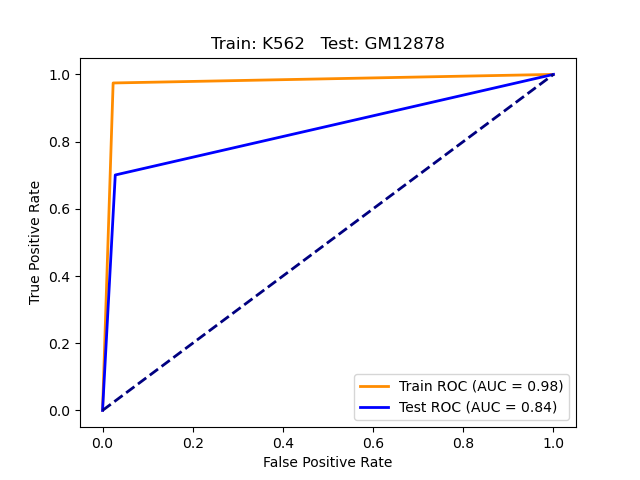 Train: K562   Test: GM12878
True Positive Rate
1.0
0.8
0.6
0.4
0.2
0.0
0.0 0.2 0.4 0.6 0.8 1.0
False Positive Rate
Train ROC (AUC = 0.98)
Test ROC (AUC = 0.84)